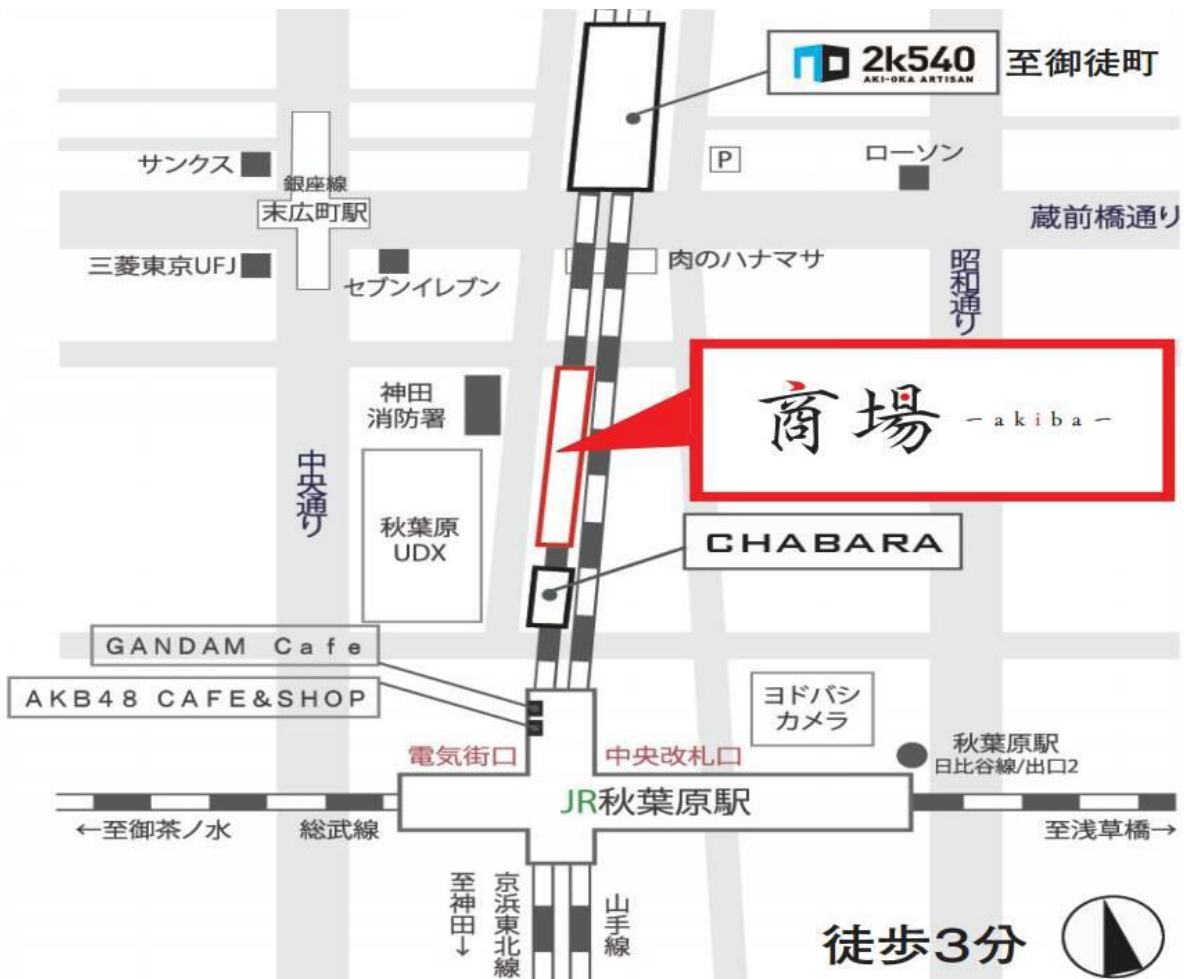 2k540
AKI-OKA ARTISAN
至御徒町
サンクス
銀座線
末広町駅
P
ローソン
蔵前橋通り
三菱東京UFJ
セブンイレブン
肉のハナマサ
昭和通り
神田
消防署
商場 －akiba－
中央通り
秋葉原
UDX
CHABARA
GANDAM Cafe
AKB48 CAFE&SHOP
ヨドバシ
カメラ
電気街口
中央改札口
秋葉原駅
日比谷線/出口2
JR秋葉原駅
←至御茶ノ水
総武線
至浅草橋→
至神田↓
京浜東北線
山手線
徒歩3分